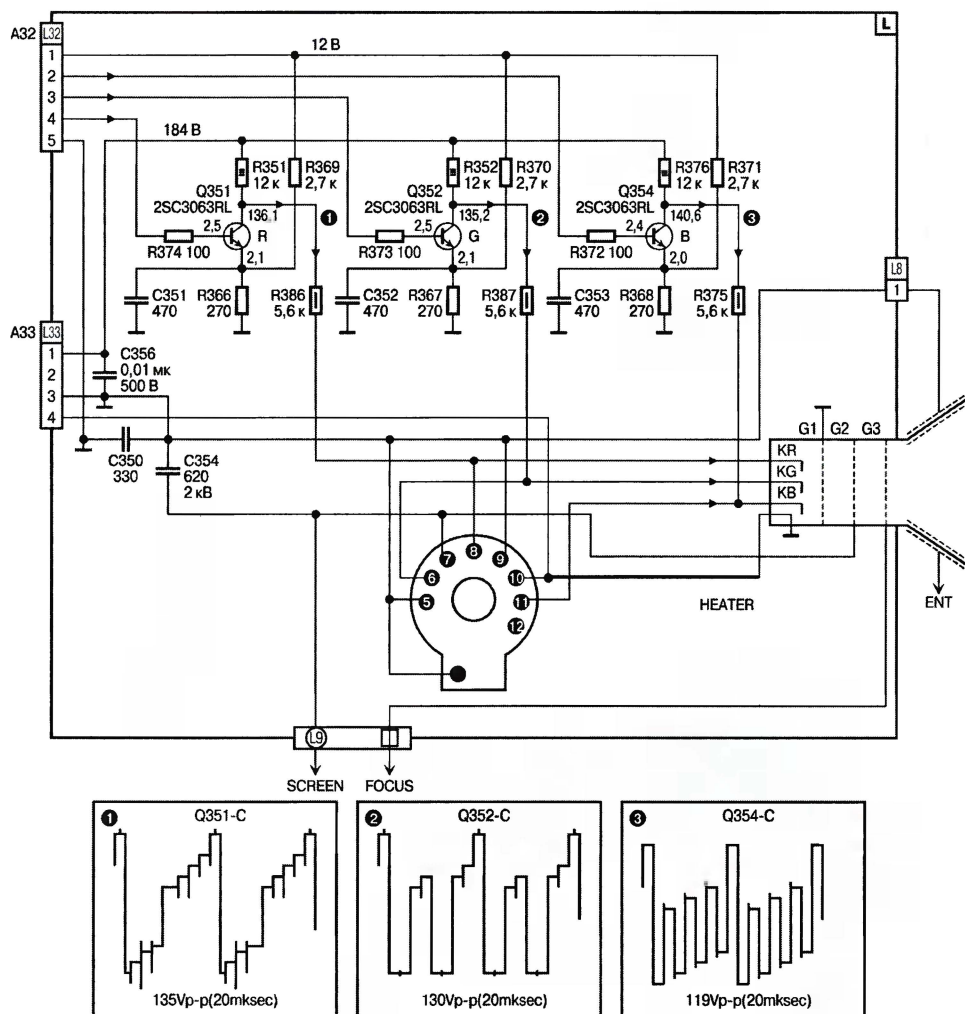 A32 L32
L
1
12 В
2
3
4
184 В
5
R351
12 к
R369
2,7 к
R352
12 к
R370
2,7 к
R376
12 к
R371
2,7 к
Q351
2SC3063RL
Q352
2SC3063RL
Q354
2SC3063RL
136,1
1
135,2
2
140,6
3
2,5
R
2,5
G
2,4
B
R374 100
R373 100
R372 100
2,1
2,1
2,0
L8
1
C351
470
R366
270
R386
5,6 к
C352
470
R367
270
R387
5,6 к
C353
470
R368
270
R375
5,6 к
A33 L33
1
2
3
4
C356
0,01 мк
500 В
C350
330
C354
620
2 кВ
G1 G2 G3
KR
KG
KB
5
6
7
8
9
10
11
12
HEATER
ENT
L9
SCREEN FOCUS
1 Q351-C
135Vp-p(20mksec)
2 Q352-C
130Vp-p(20mksec)
3 Q354-C
119Vp-p(20mksec)